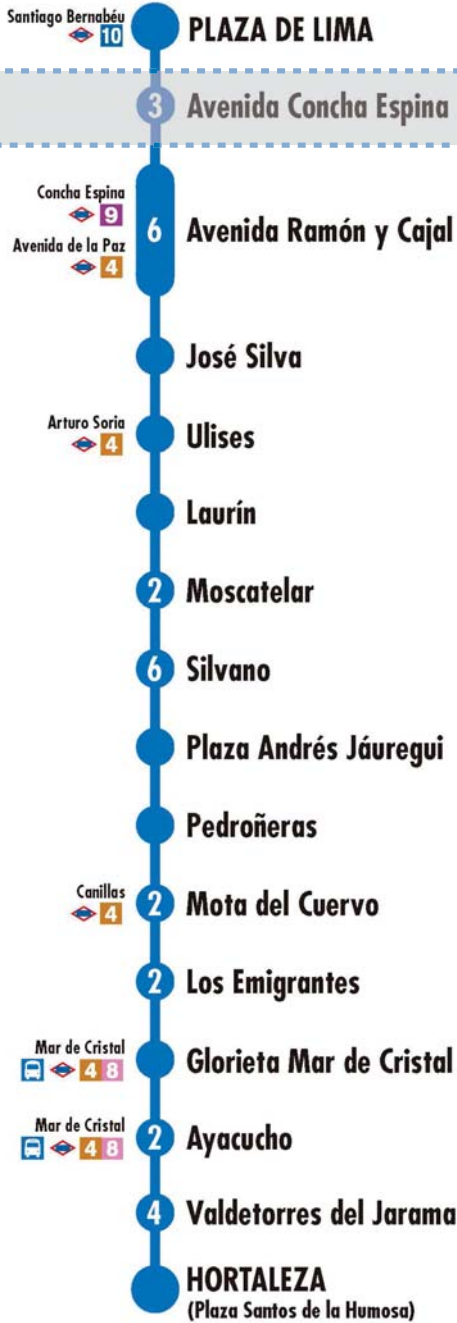 Santiago Bernabéu
10
PLAZA DE LIMA
3 Avenida Concha Espina
Concha Espina
9
Avenida de la Paz
4
6 Avenida Ramón y Cajal
José Silva
Arturo Soria
4
Ulises
Laurín
2 Moscatelar
6 Silvano
Plaza Andrés Jáuregui
Pedroñeras
Canillas
4
2 Mota del Cuervo
2 Los Emigrantes
Mar de Cristal
4 8
Glorieta Mar de Cristal
Mar de Cristal
4 8
2 Ayacucho
4 Valdetorres del Jarama
HORTALEZA
(Plaza Santos de la Humosa)